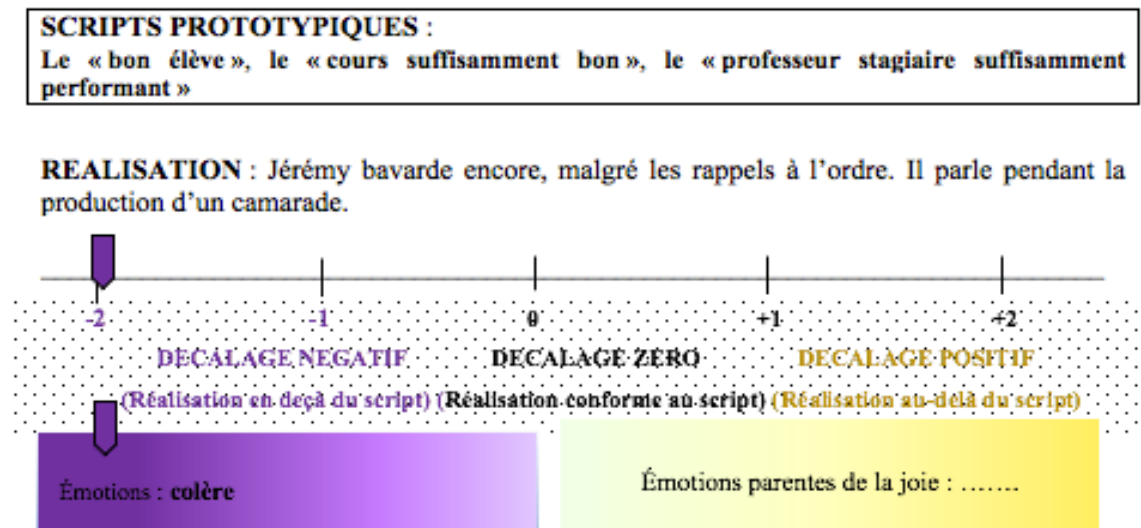 SCRIPTS PROTOTYPIQUES :
Le « bon élève », le « cours suffisamment bon », le « professeur stagiaire suffisamment
performant »
REALISATION : Jérémy bavarde encore, malgré les rappels à l’ordre. Il parle pendant la
production d’un camarade.
-2 -1 0 +1 +2
DECALAGE NEGATIF DECALAGE ZERO DECALAGE POSITIF
(Réalisation en deçà du script) (Réalisation conforme au script) (Réalisation au-delà du script)
Émotions : colère
Émotions parentes de la joie : …….